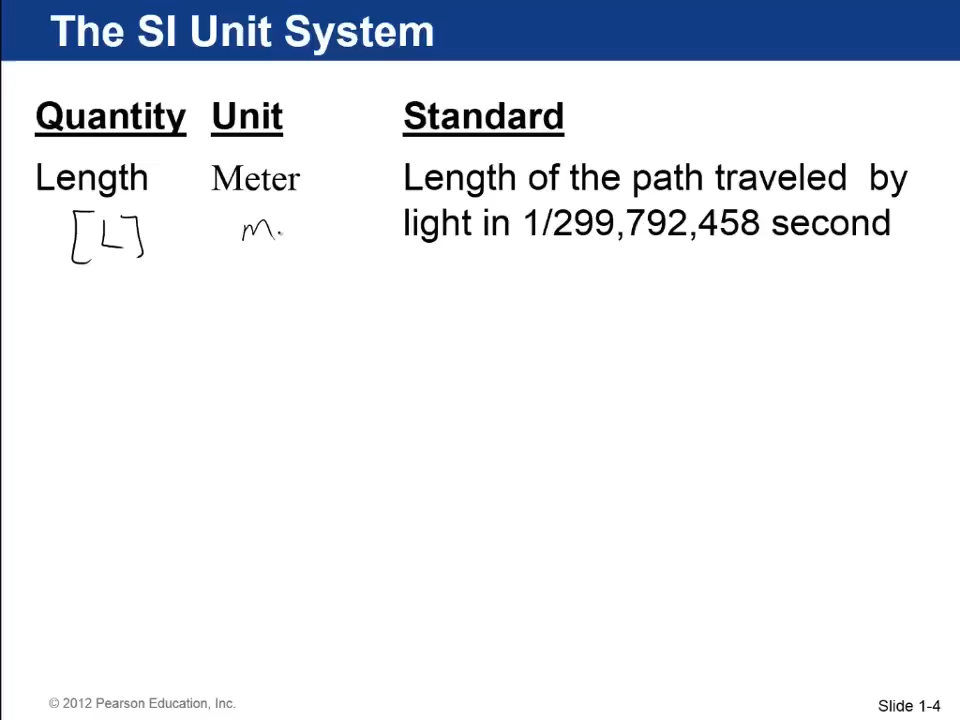 The SI Unit System
Quantity Unit Standard
Length Meter Length of the path traveled by
light in 1/299,792,458 second
[L] m
© 2012 Pearson Education, Inc.
Slide 1-4